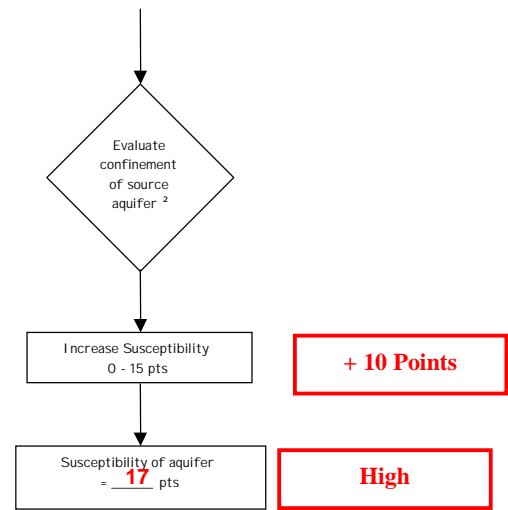 Evaluate
confinement
of source
aquifer ²
Increase Susceptibility
0 - 15 pts
+ 10 Points
Susceptibility of aquifer
= 17 pts
High